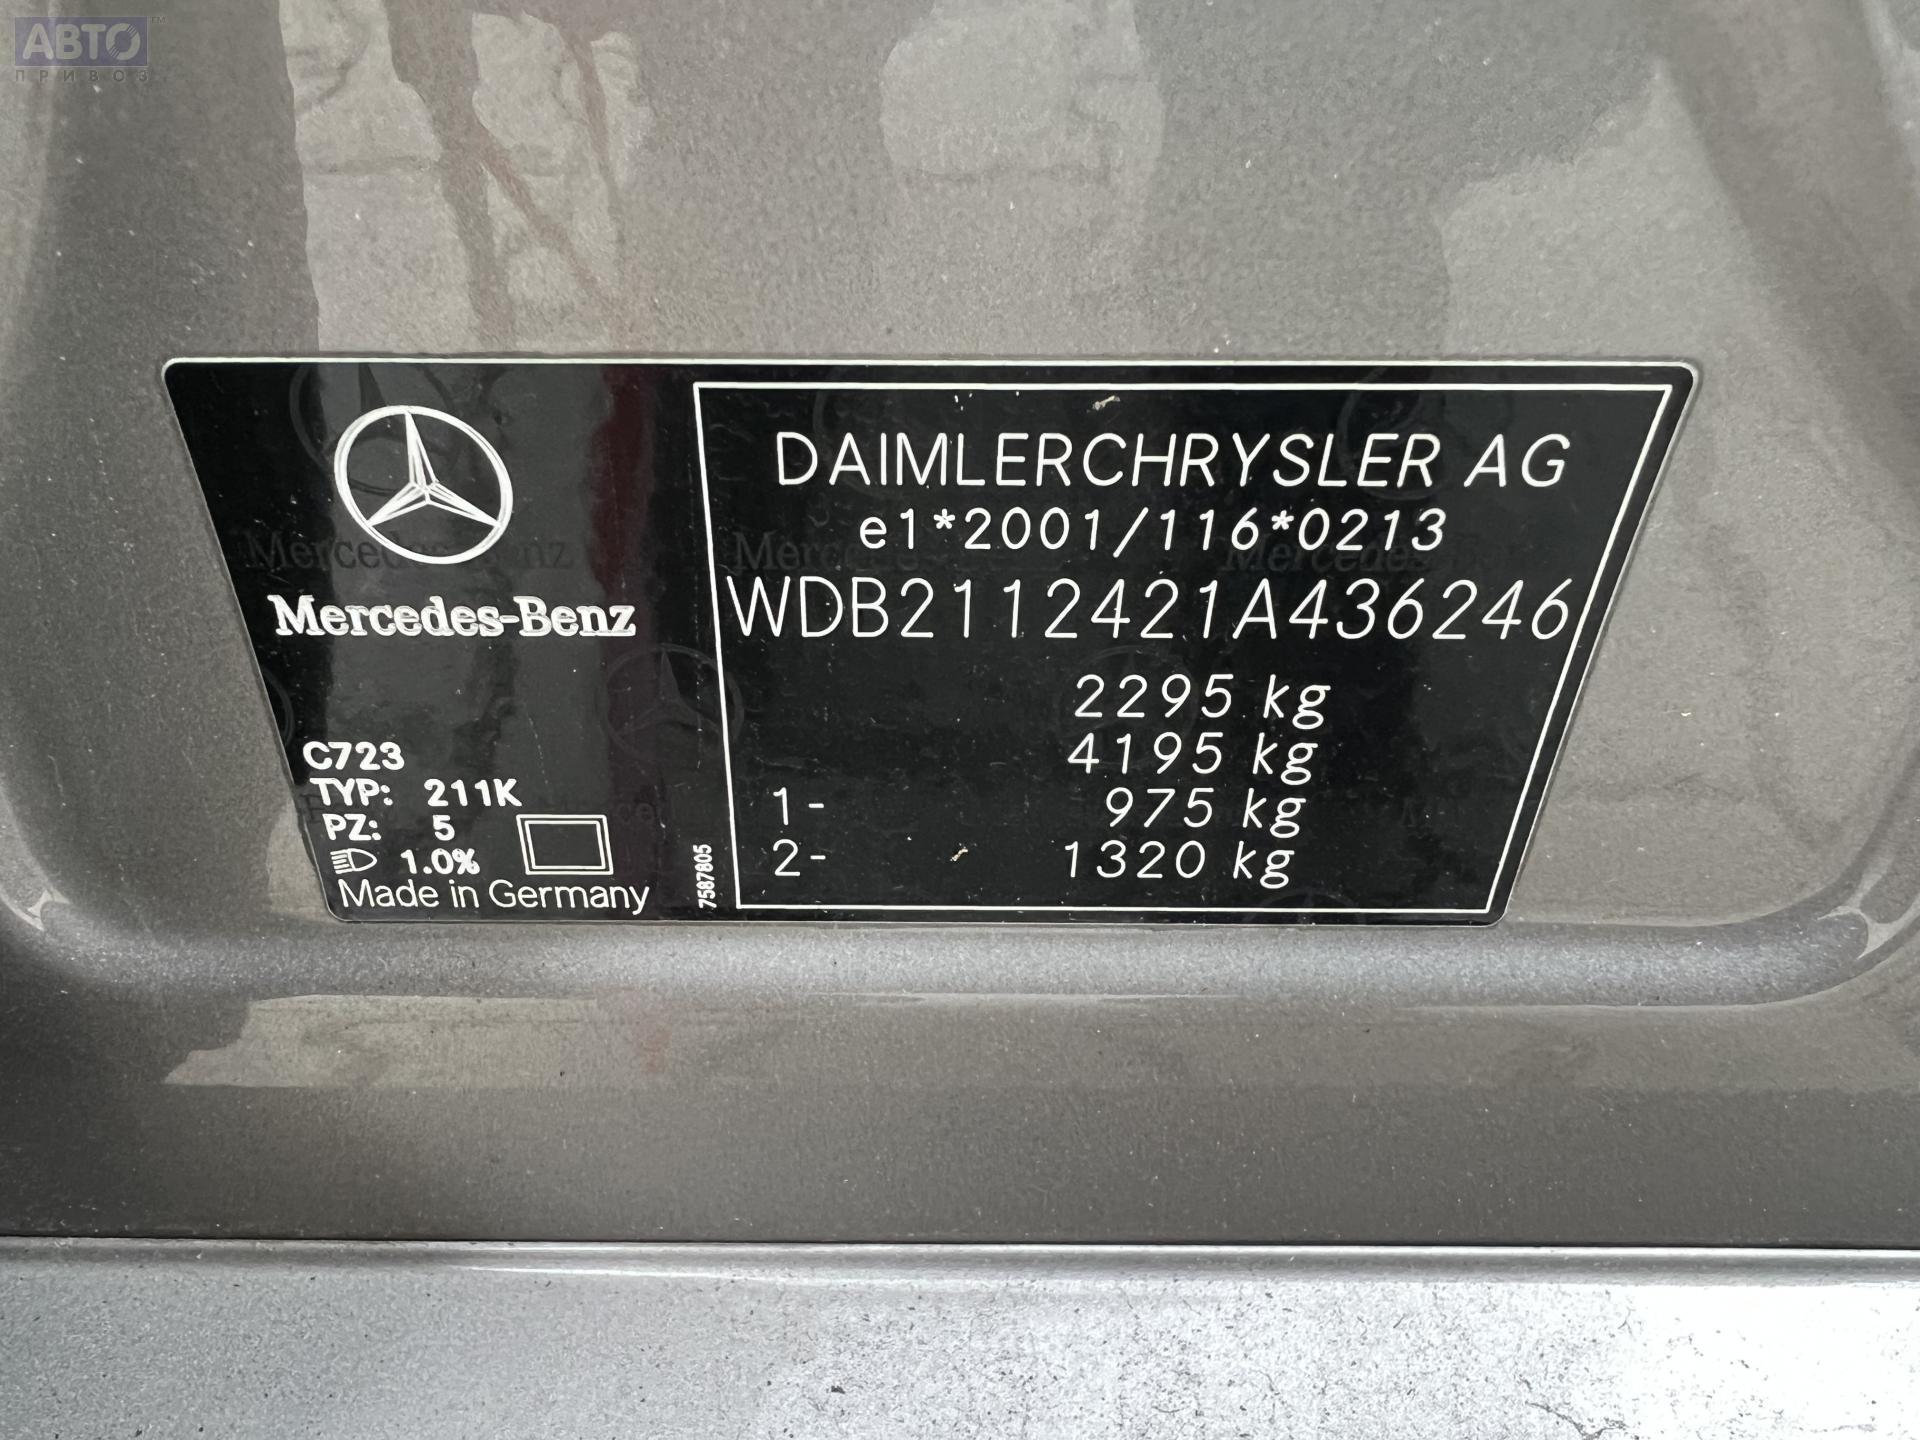 АВТО™
ПРИВОЗ
Mercedes-Benz
C723
TYP: 211K
PZ: 5
1.0%
Made in Germany
7587805
DAIMLERCHRYSLER AG
e1*2001/116*0213
WDB2112421A436246
2295 kg
4195 kg
1- 975 kg
2- 1320 kg